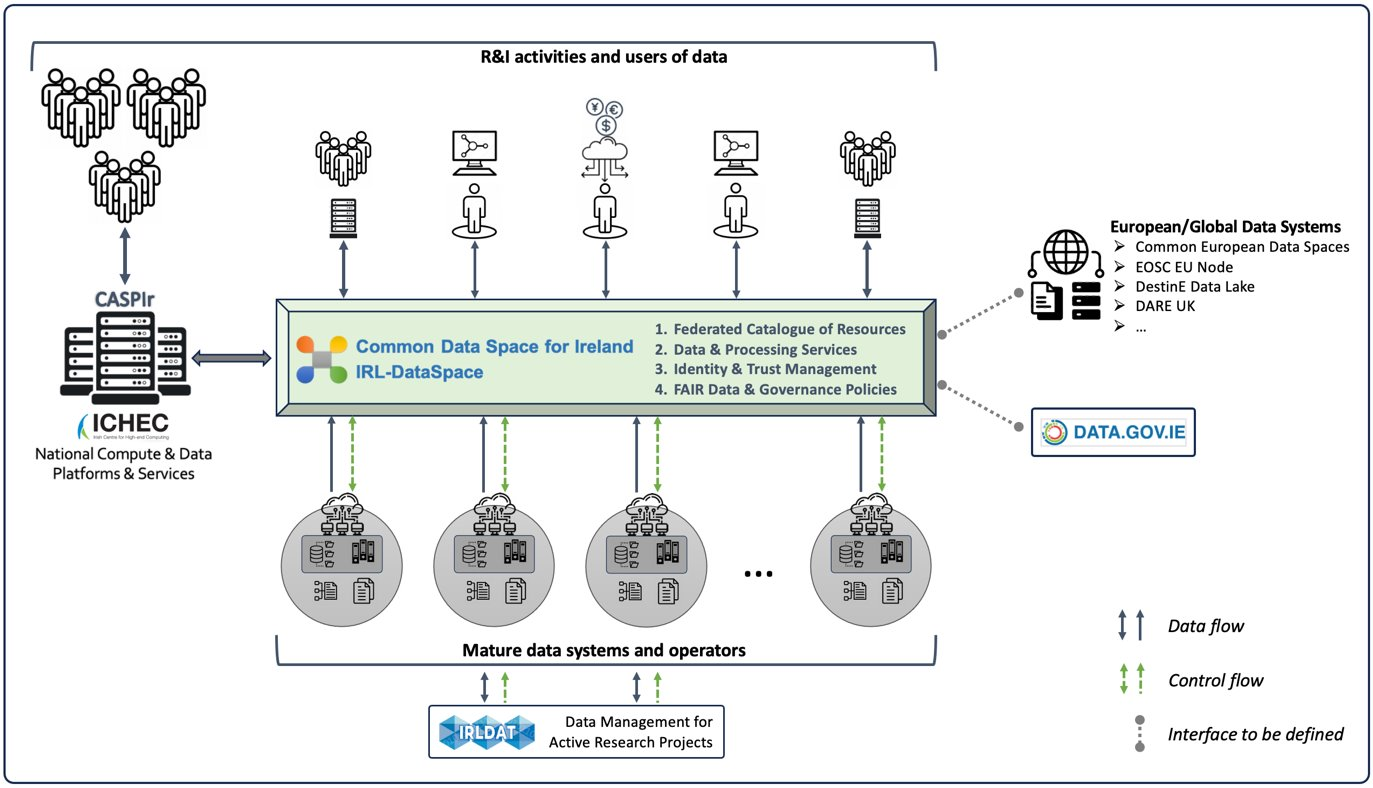 R&I activities and users of data
¥ € $
European/Global Data Systems
Common European Data Spaces
EOSC EU Node
DestinE Data Lake
DARE UK
...
CASPIr
ICHEC
Irish Centre for High-end Computing
National Compute & Data
Platforms & Services
Common Data Space for Ireland
IRL-DataSpace
1. Federated Catalogue of Resources
2. Data & Processing Services
3. Identity & Trust Management
4. FAIR Data & Governance Policies
DATA.GOV.IE
...
Mature data systems and operators
IRLDAT
Data Management for
Active Research Projects
Data flow
Control flow
Interface to be defined